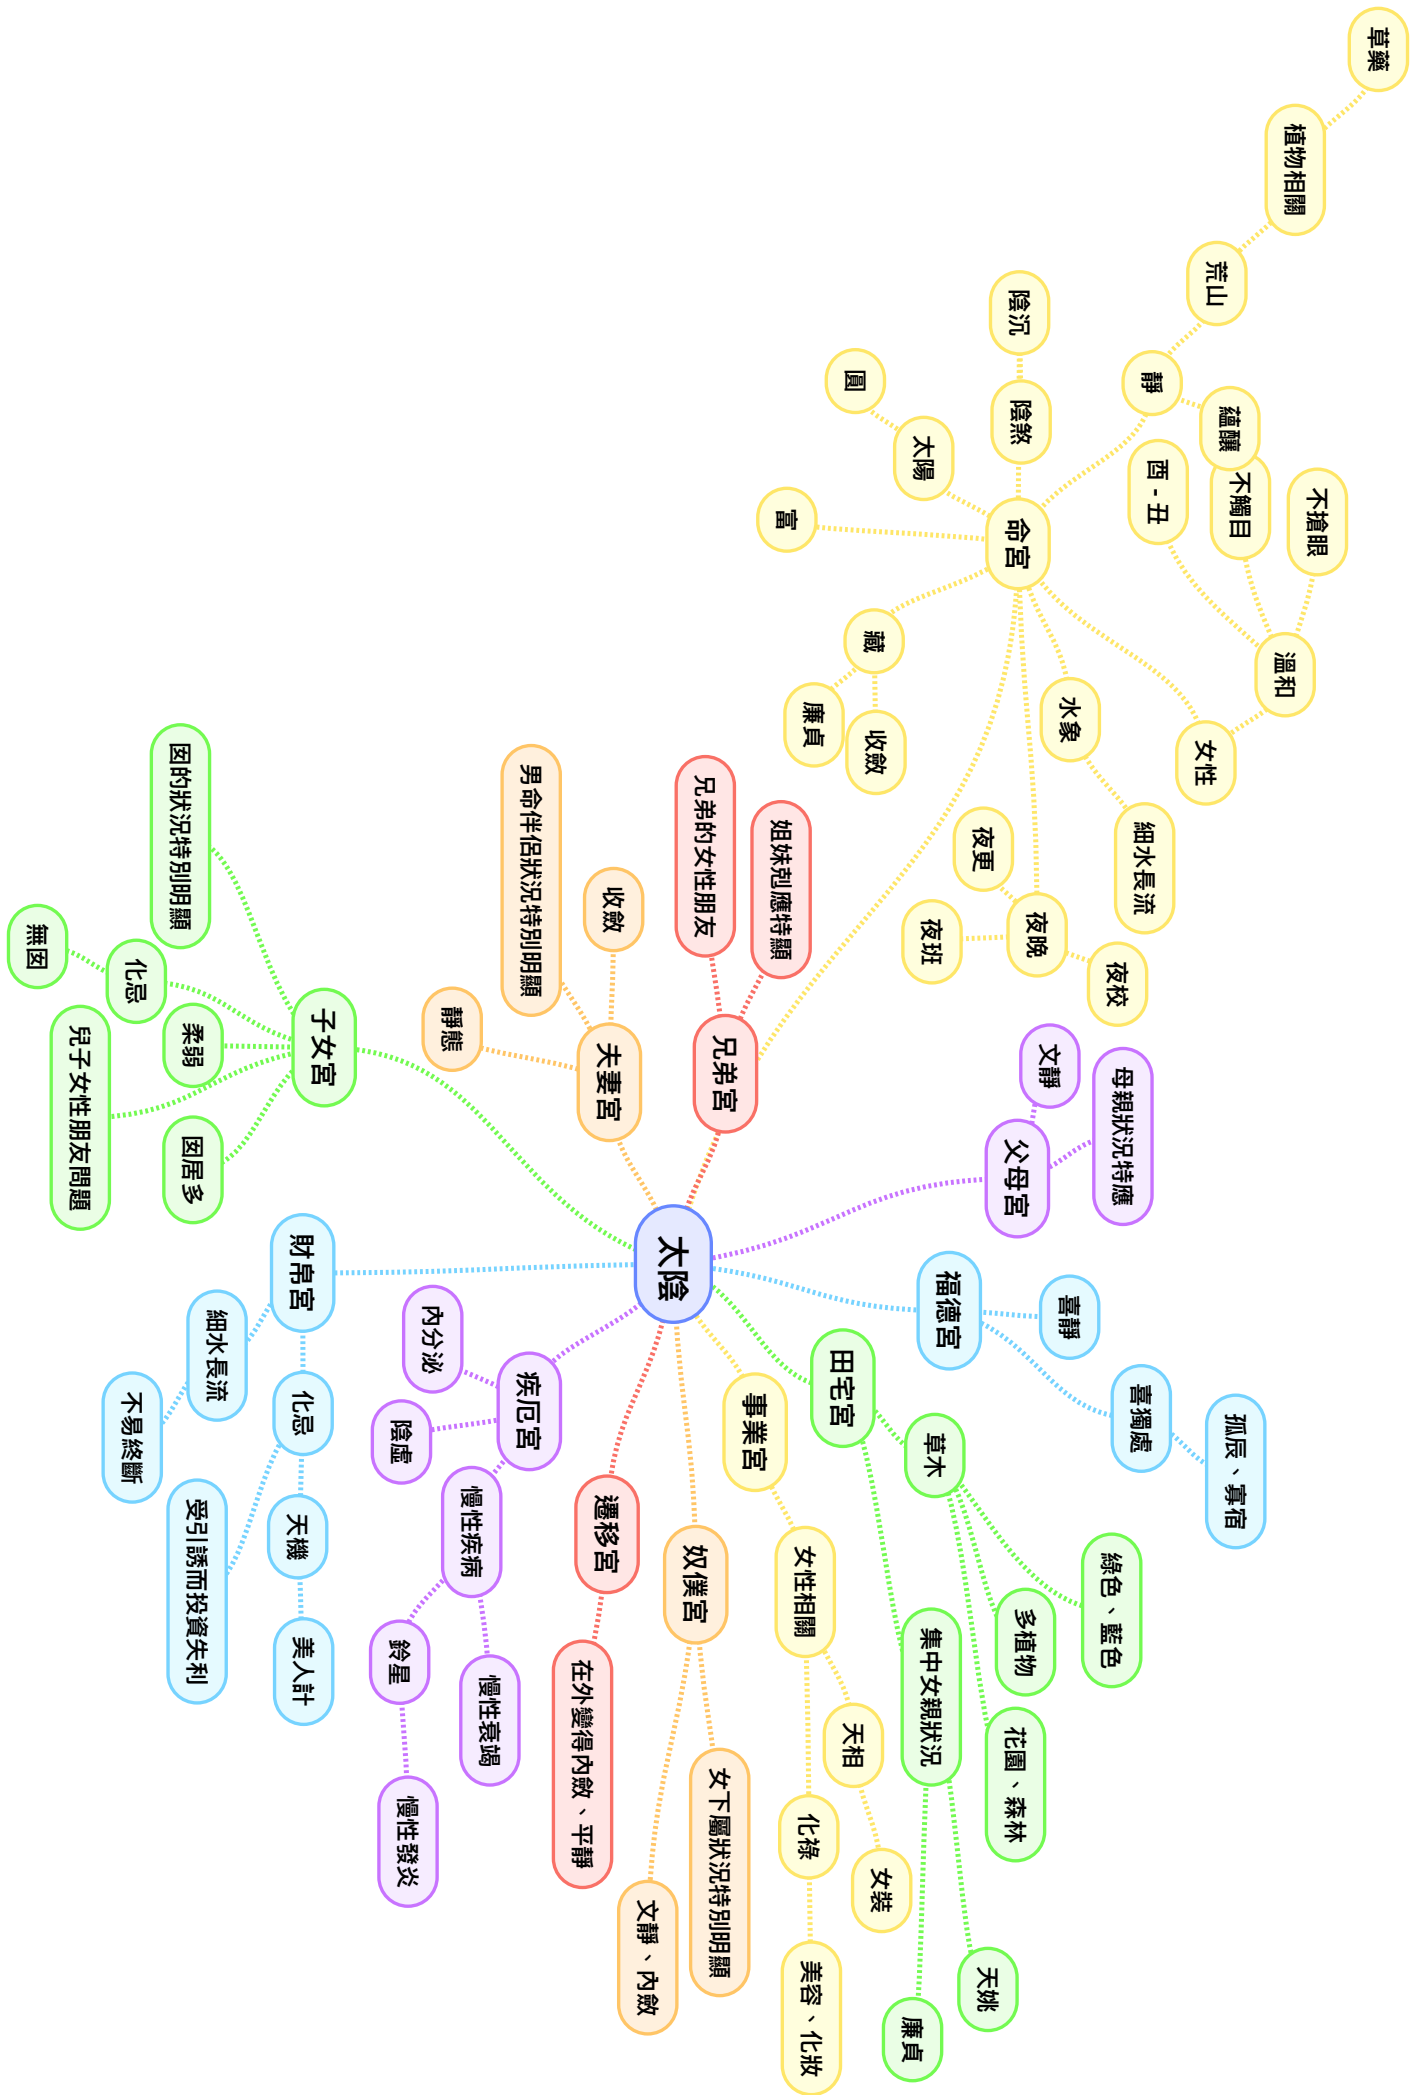 太陰
命宮
靜
荒山
植物相關
草藥
蘊釀
陰煞
陰沉
太陽
圓
富
藏
廉貞
收斂
女性
溫和
不搶眼
不觸目
酉 - 丑
水象
細水長流
夜晚
夜更
夜班
夜校
兄弟宮
姐妹剋應特顯
兄弟的女性朋友
夫妻宮
收斂
男命伴侶狀況特別明顯
靜態
子女宮
囡的狀況特別明顯
化忌
無囡
柔弱
兒子女性朋友問題
囡居多
財帛宮
細水長流
不易終斷
化忌
天機
美人計
受引誘而投資失利
疾厄宮
內分泌
陰虛
慢性疾病
鈴星
慢性發炎
慢性衰竭
遷移宮
在外變得內斂、平靜
奴僕宮
女下屬狀況特別明顯
文靜、內斂
事業宮
女性相關
天相
女裝
化祿
美容、化妝
田宅宮
草木
綠色、藍色
多植物
花園、森林
集中女親狀況
天姚
廉貞
福德宮
喜靜
喜獨處
孤辰、寡宿
父母宮
文靜
母親狀況特應